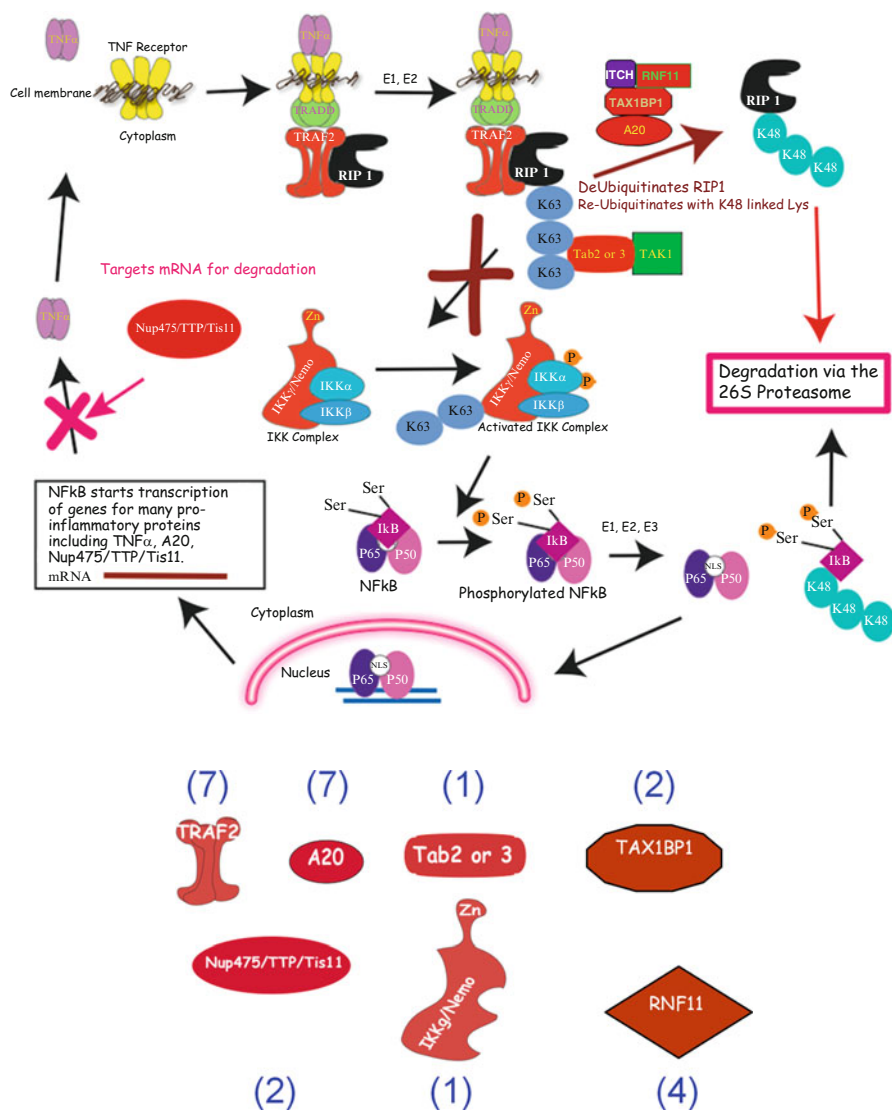 TNFα
TNF Receptor
Cell membrane
Cytoplasm
TNFα
TRADD
TRAF2
RIP 1
E1, E2
TNFα
TRADD
TRAF2
RIP 1
K63
K63
K63
Tab2 or 3
TAK1
ITCH
RNF11
TAX1BP1
A20
DeUbiquitinates RIP1
Re-Ubiquitinates with K48 linked Lys
RIP 1
K48
K48
K48
Targets mRNA for degradation
TNFα
Nup475/TTP/Tis11
Zn
IKKγ/Nemo
IKKα
IKKβ
IKK Complex
Zn
IKKγ/Nemo
IKKα
IKKβ
P
P
K63
K63
Activated IKK Complex
Degradation via the
26S Proteasome
NFkB starts transcription
of genes for many pro-
inflammatory proteins
including TNFα, A20,
Nup475/TTP/Tis11.
mRNA
Ser
Ser
IkB
P65
P50
NFkB
P
Ser
P
Ser
IkB
P65
P50
Phosphorylated NFkB
E1, E2, E3
NLS
P65
P50
P
Ser
P
Ser
IkB
K48
K48
K48
Cytoplasm
Nucleus
NLS
P65
P50
(7)
(7)
(1)
(2)
TRAF2
A20
Tab2 or 3
TAX1BP1
Nup475/TTP/Tis11
Zn
IKKg/Nemo
RNF11
(2)
(1)
(4)